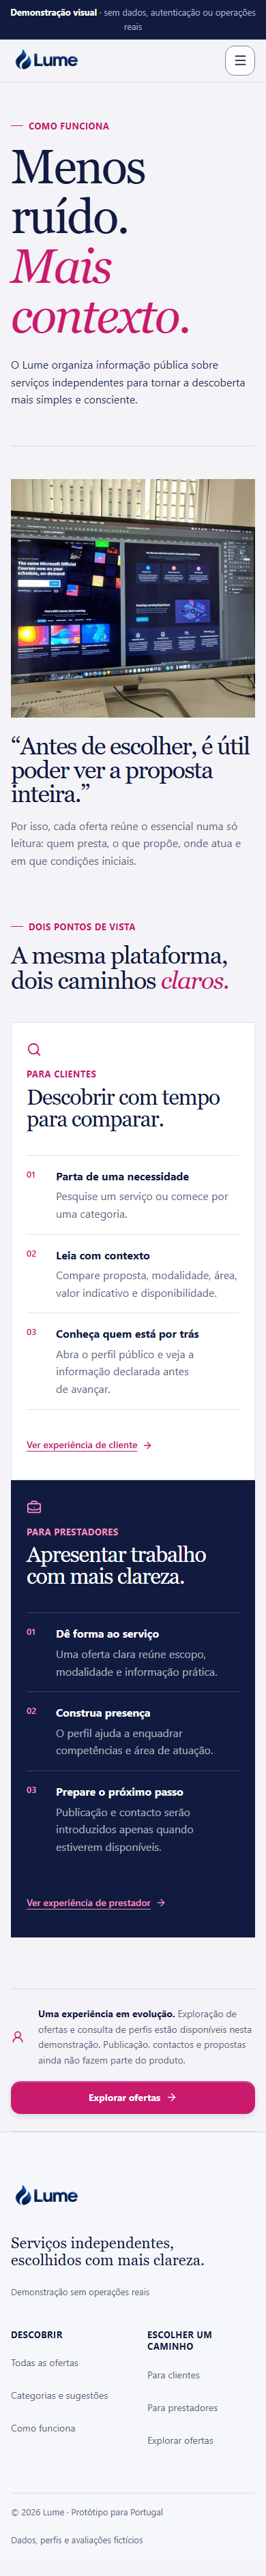 Demonstração visual · sem dados, autenticação ou operações
reais
Lume
COMO FUNCIONA
Menos
ruído.
Mais
contexto.
O Lume organiza informação pública sobre
serviços independentes para tornar a descoberta
mais simples e consciente.
“Antes de escolher, é útil
poder ver a proposta
inteira.”
Por isso, cada oferta reúne o essencial numa só
leitura: quem presta, o que propõe, onde atua e
em que condições iniciais.
DOIS PONTOS DE VISTA
A mesma plataforma,
dois caminhos claros.
PARA CLIENTES
Descobrir com tempo
para comparar.
01
Parta de uma necessidade
Pesquise um serviço ou comece por
uma categoria.
02
Leia com contexto
Compare proposta, modalidade, área,
valor indicativo e disponibilidade.
03
Conheça quem está por trás
Abra o perfil público e veja a
informação declarada antes
de avançar.
Ver experiência de cliente
PARA PRESTADORES
Apresentar trabalho
com mais clareza.
01
Dê forma ao serviço
Uma oferta clara reúne escopo,
modalidade e informação prática.
02
Construa presença
O perfil ajuda a enquadrar
competências e área de atuação.
03
Prepare o próximo passo
Publicação e contacto serão
introduzidos apenas quando
estiverem disponíveis.
Ver experiência de prestador
Uma experiência em evolução. Exploração de
ofertas e consulta de perfis estão disponíveis nesta
demonstração. Publicação, contactos e propostas
ainda não fazem parte do produto.
Explorar ofertas
Lume
Serviços independentes,
escolhidos com mais clareza.
Demonstração sem operações reais
DESCOBRIR
Todas as ofertas
Categorias e sugestões
Como funciona
ESCOLHER UM
CAMINHO
Para clientes
Para prestadores
Explorar ofertas
© 2026 Lume · Protótipo para Portugal
Dados, perfis e avaliações fictícios